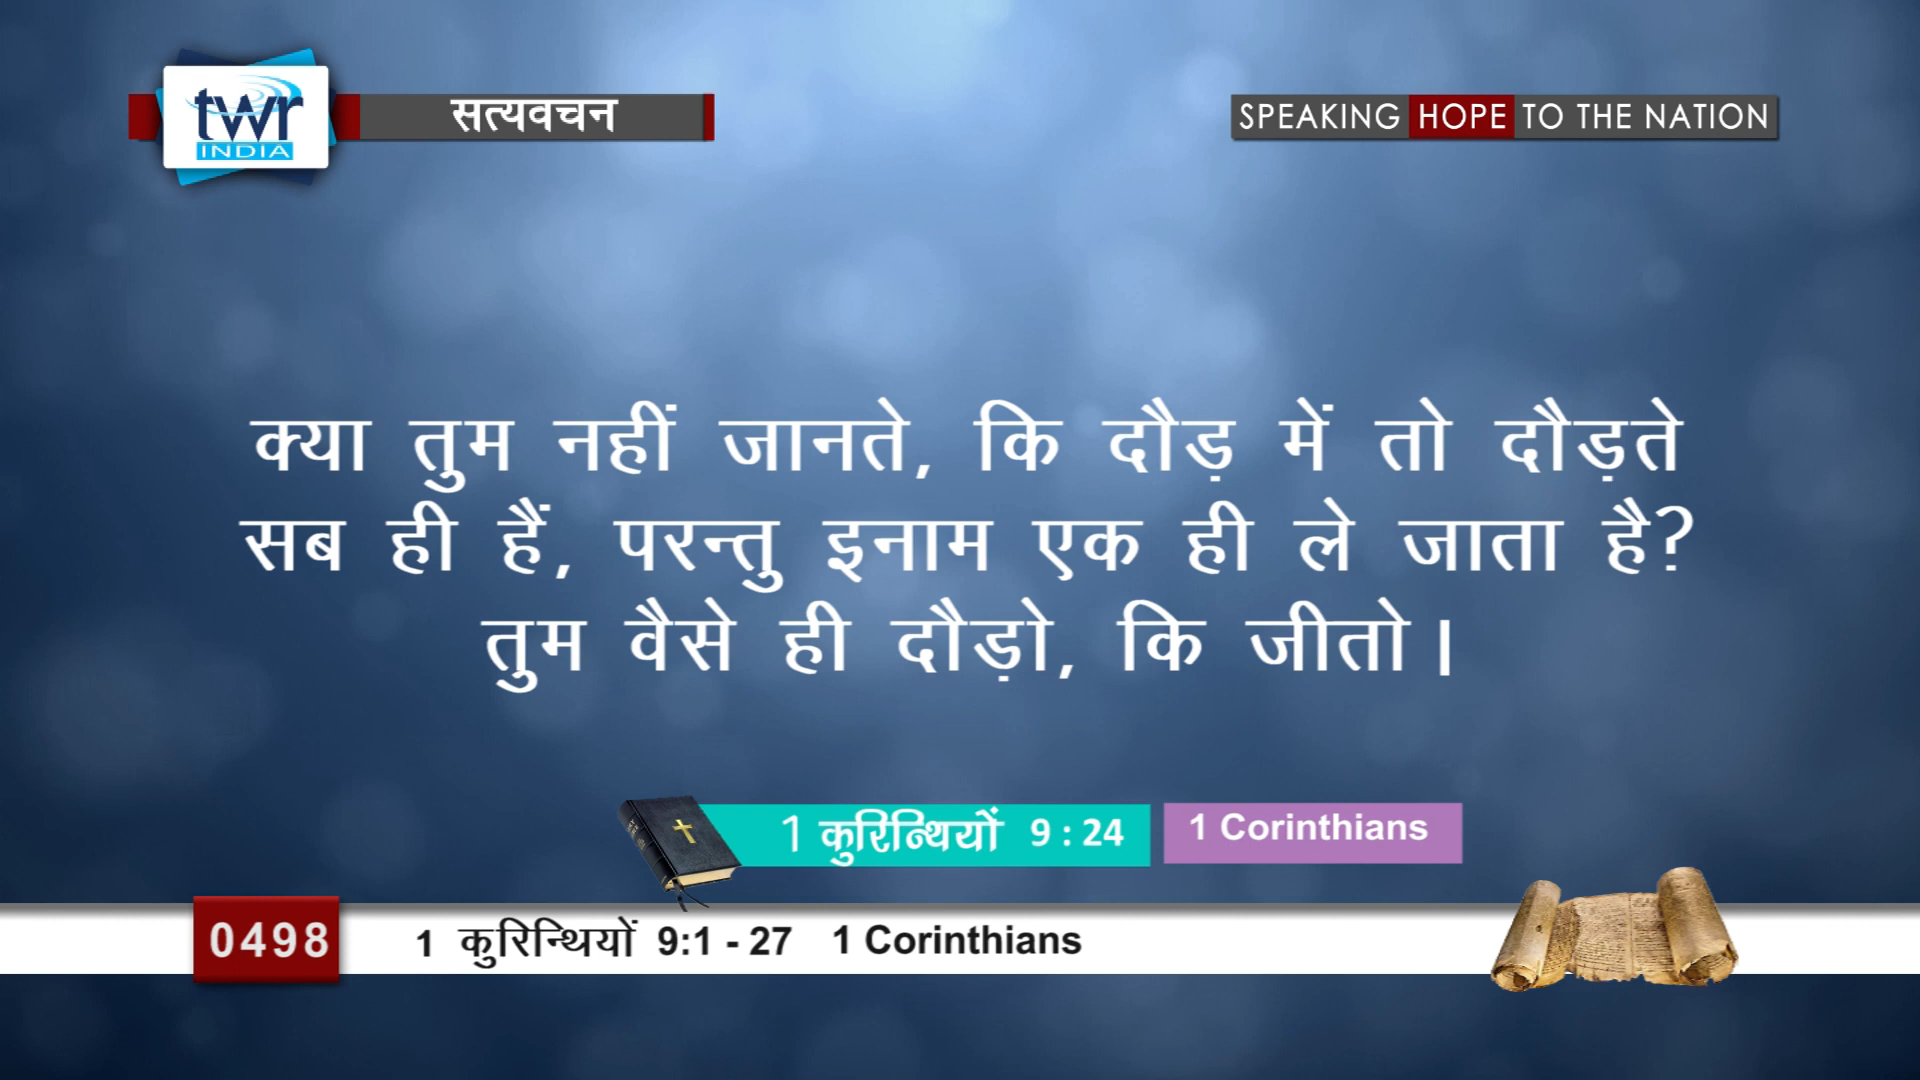 twr
INDIA
सत्यवचन
SPEAKING HOPE TO THE NATION
क्या तुम नहीं जानते, कि दौड़ में तो दौड़ते
सब ही हैं, परन्तु इनाम एक ही ले जाता है?
तुम वैसे ही दौड़ो, कि जीतो।
1 कुरिन्थियों 9 : 24 1 Corinthians
0498 1 कुरिन्थियों 9:1 - 27 1 Corinthians